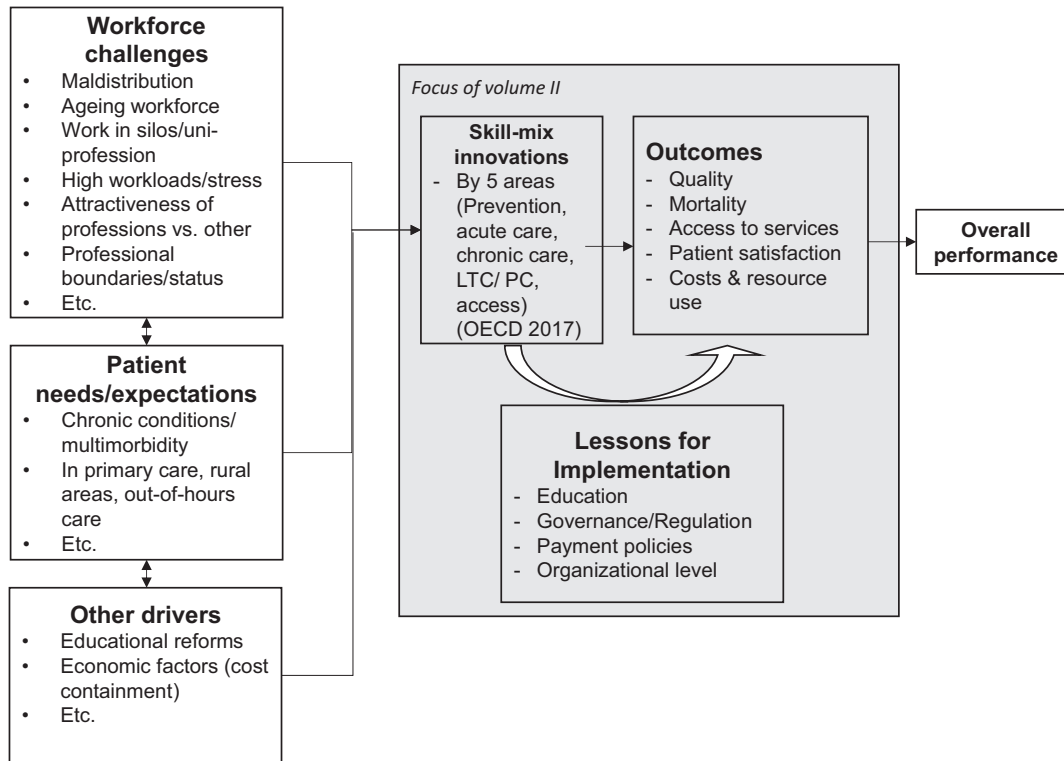 Workforce
challenges
• Maldistribution
• Ageing workforce
• Work in silos/uni-
profession
• High workloads/stress
• Attractiveness of
professions vs. other
• Professional
boundaries/status
• Etc.
Patient
needs/expectations
• Chronic conditions/
multimorbidity
• In primary care, rural
areas, out-of-hours
care
• Etc.
Other drivers
• Educational reforms
• Economic factors (cost
containment)
• Etc.
Focus of volume II
Skill-mix
innovations
- By 5 areas
(Prevention,
acute care,
chronic care,
LTC/ PC,
access)
(OECD 2017)
Outcomes
- Quality
- Mortality
- Access to services
- Patient satisfaction
- Costs & resource
use
Lessons for
Implementation
- Education
- Governance/Regulation
- Payment policies
- Organizational level
Overall
performance